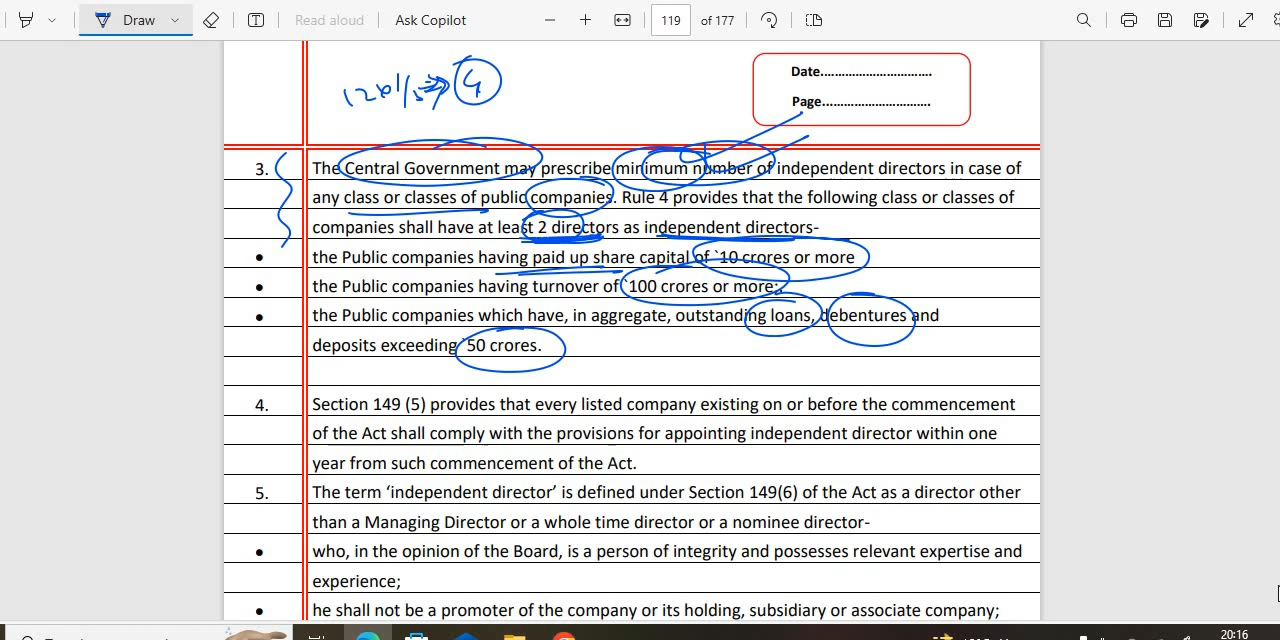 Draw
Read aloud
Ask Copilot
119 of 177
Date..............................
Page..............................
3. The Central Government may prescribe minimum number of independent directors in case of
any class or classes of public companies. Rule 4 provides that the following class or classes of
companies shall have at least 2 directors as independent directors-
• the Public companies having paid up share capital of `10 crores or more
• the Public companies having turnover of `100 crores or more;
• the Public companies which have, in aggregate, outstanding loans, debentures and
deposits exceeding `50 crores.
4. Section 149 (5) provides that every listed company existing on or before the commencement
of the Act shall comply with the provisions for appointing independent director within one
year from such commencement of the Act.
5. The term ‘independent director’ is defined under Section 149(6) of the Act as a director other
than a Managing Director or a whole time director or a nominee director-
• who, in the opinion of the Board, is a person of integrity and possesses relevant expertise and
experience;
• he shall not be a promoter of the company or its holding, subsidiary or associate company;
20:16